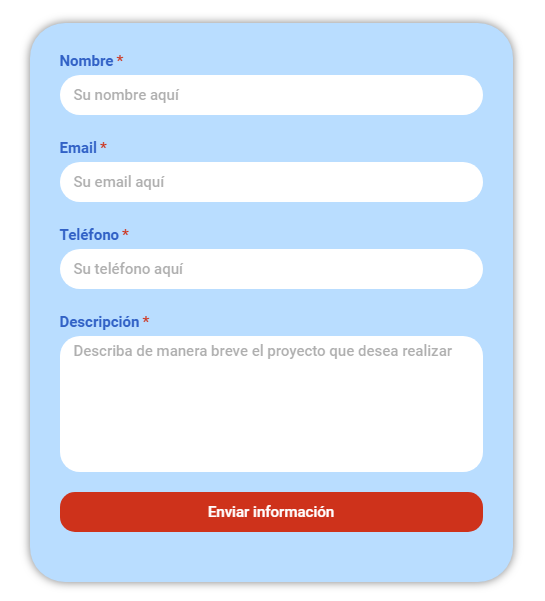 Nombre *
Su nombre aquí
Email *
Su email aquí
Teléfono *
Su teléfono aquí
Descripción *
Describa de manera breve el proyecto que desea realizar
Enviar información